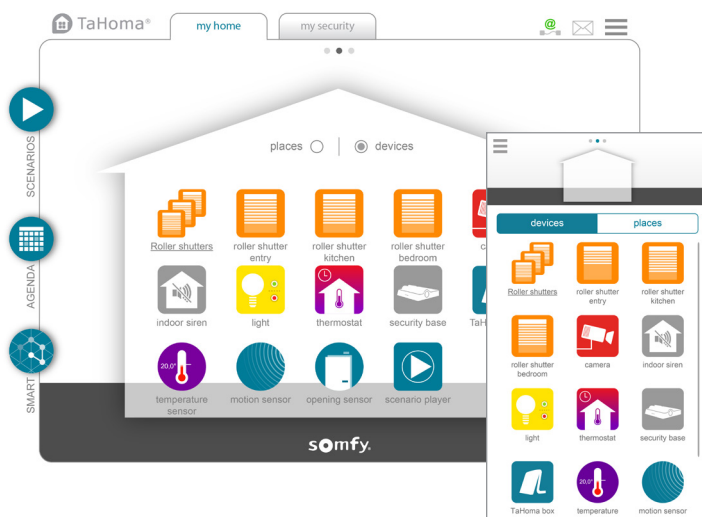 TaHoma®
my home
my security
@
SCENARIOS
AGENDA
SMART
places
devices
Roller shutters
roller shutter
entry
roller shutter
kitchen
roller shutter
bedroom
c
indoor siren
light
thermostat
security base
TaH
20,0°
temperature
sensor
motion sensor
opening sensor
scenario player
somfy.
devices
places
Roller shutters
roller shutter
entry
roller shutter
kitchen
roller shutter
bedroom
camera
indoor siren
light
thermostat
security base
20,0°
TaHoma box
temperature
motion sensor